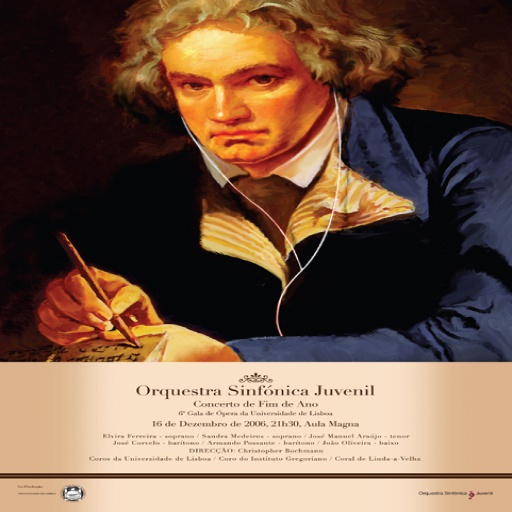 Orquestra Sinfónica Juvenil
Concerto de Fim de Ano
6ª Gala de Ópera da Universidade de Lisboa
16 de Dezembro de 2006, 21h30, Aula Magna
Elvira Ferreira - soprano / Sandra Medeiros - soprano / José Manuel Araújo - tenor
José Corvelo - barítono / Armando Possante - barítono / João Oliveira - baixo
DIRECÇÃO: Christopher Bochmann
Coros da Universidade de Lisboa / Coro do Instituto Gregoriano / Coral de Linda-a-Velha
Co-Produção
Orquestra Sinfónica Juvenil